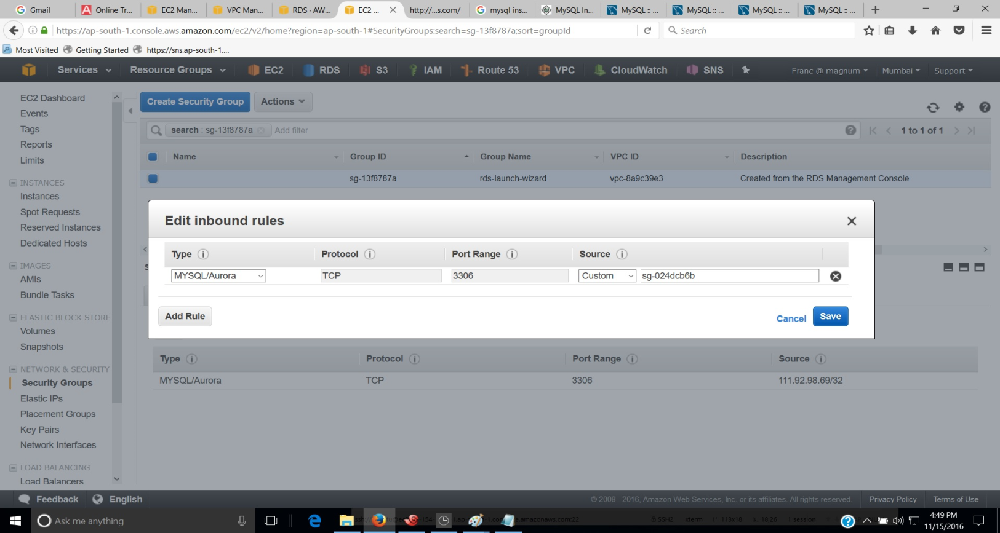 Gmail
Online Tr...
EC2 Man...
VPC Man...
RDS · AW...
EC2 ...
http://...s.com/
mysql ins...
MySQL In...
MySQL :: ...
MySQL :: ...
MySQL :: ...
MySQL :: ...
https://ap-south-1.console.aws.amazon.com/ec2/v2/home?region=ap-south-1#SecurityGroups:search=sg-13f8787a;sort=groupId
Search
Most Visited
Getting Started
https://sns.ap-south-1....
Services
Resource Groups
EC2
RDS
S3
IAM
Route 53
VPC
CloudWatch
SNS
Franc @ magnum
Mumbai
Support
EC2 Dashboard
Events
Tags
Reports
Limits
INSTANCES
Instances
Spot Requests
Reserved Instances
Dedicated Hosts
IMAGES
AMIs
Bundle Tasks
ELASTIC BLOCK STORE
Volumes
Snapshots
NETWORK & SECURITY
Security Groups
Elastic IPs
Placement Groups
Key Pairs
Network Interfaces
LOAD BALANCING
Load Balancers
Create Security Group
Actions
search : sg-13f8787a
Add filter
1 to 1 of 1
Name
Group ID
Group Name
VPC ID
Description
sg-13f8787a
rds-launch-wizard
vpc-8a9c39e3
Created from the RDS Management Console
Edit inbound rules
Type
Protocol
Port Range
Source
MYSQL/Aurora
TCP
3306
Custom
sg-024dcb6b
Add Rule
Cancel
Save
Type
Protocol
Port Range
Source
MYSQL/Aurora
TCP
3306
111.92.98.69/32
Feedback
English
© 2008 - 2016, Amazon Web Services, Inc. or its affiliates. All rights reserved.
Privacy Policy
Terms of Use
Ask me anything
SSH2
xterm
113x18
18,26
1 session
4:49 PM
11/15/2016